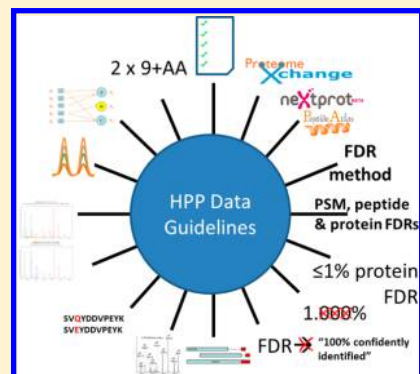 2 x 9+AA
Proteome
Xchange
neXtprot BETA
PeptideAtlas
FDR
method
PSM, peptide
& protein FDRs
≤1% protein
FDR
1.000%
FDR → "100% confidently
identified"
SVQYDDVPEYK
SVEYDDVPEYK
HPP Data
Guidelines